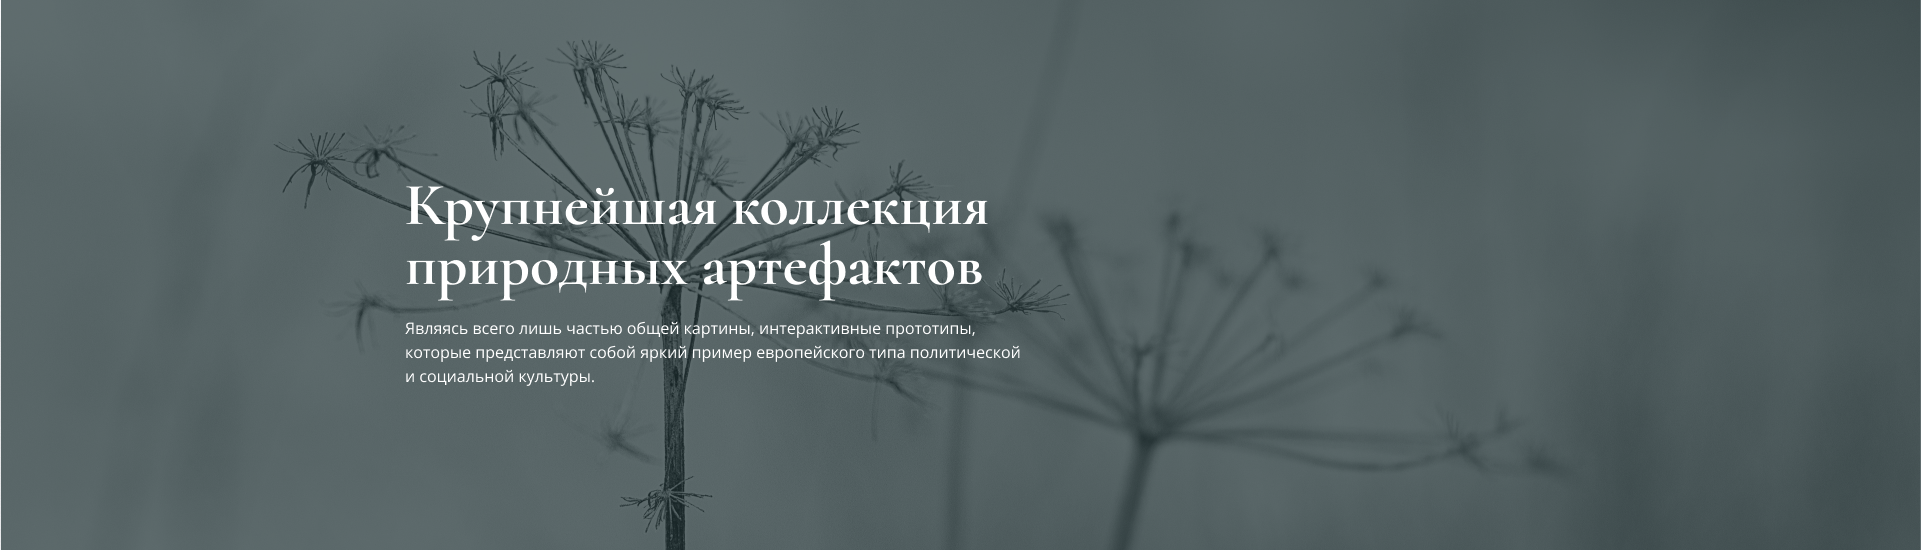 Крупнейшая коллекция
природных артефактов
Являясь всего лишь частью общей картины, интерактивные прототипы,
которые представляют собой яркий пример европейского типа политической
и социальной культуры.